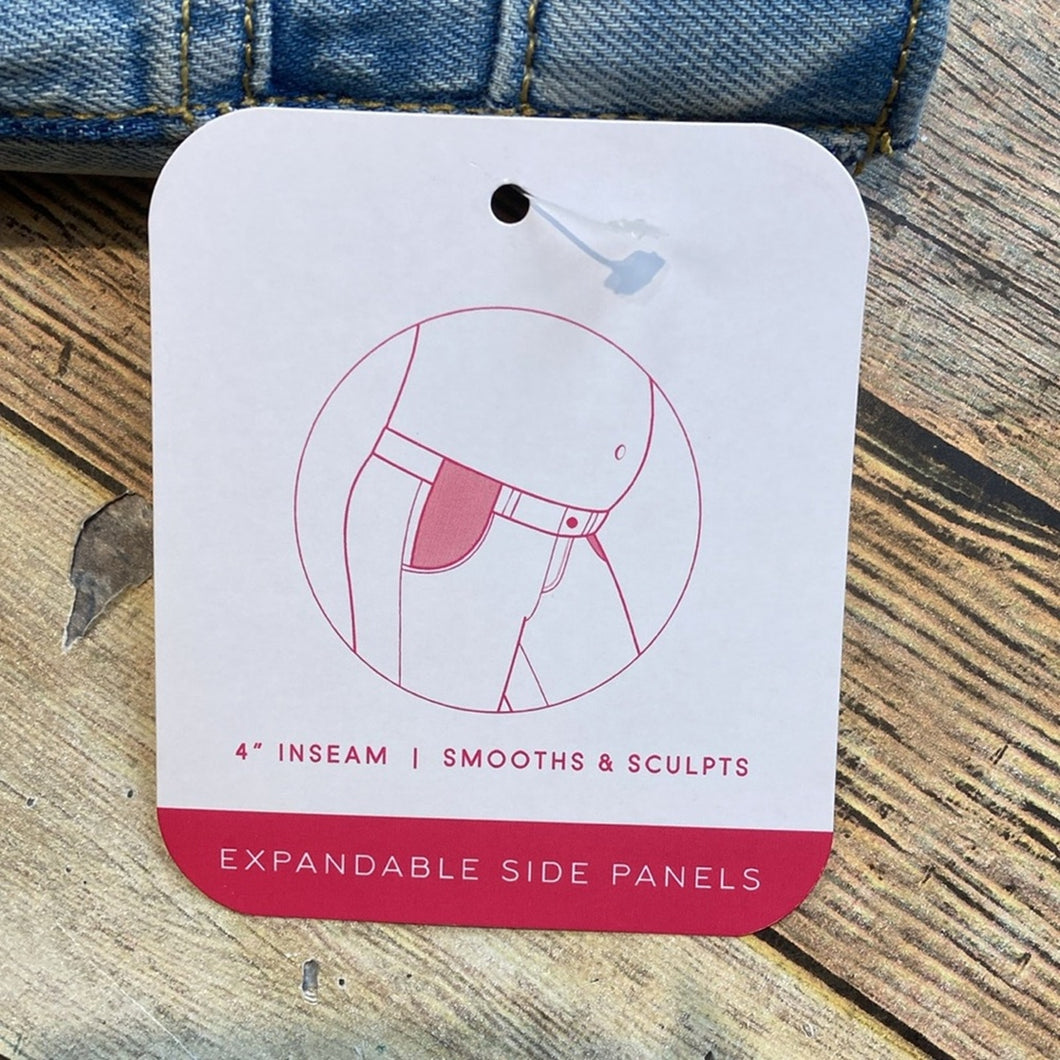 4" INSEAM | SMOOTHS & SCULPTS
EXPANDABLE SIDE PANELS